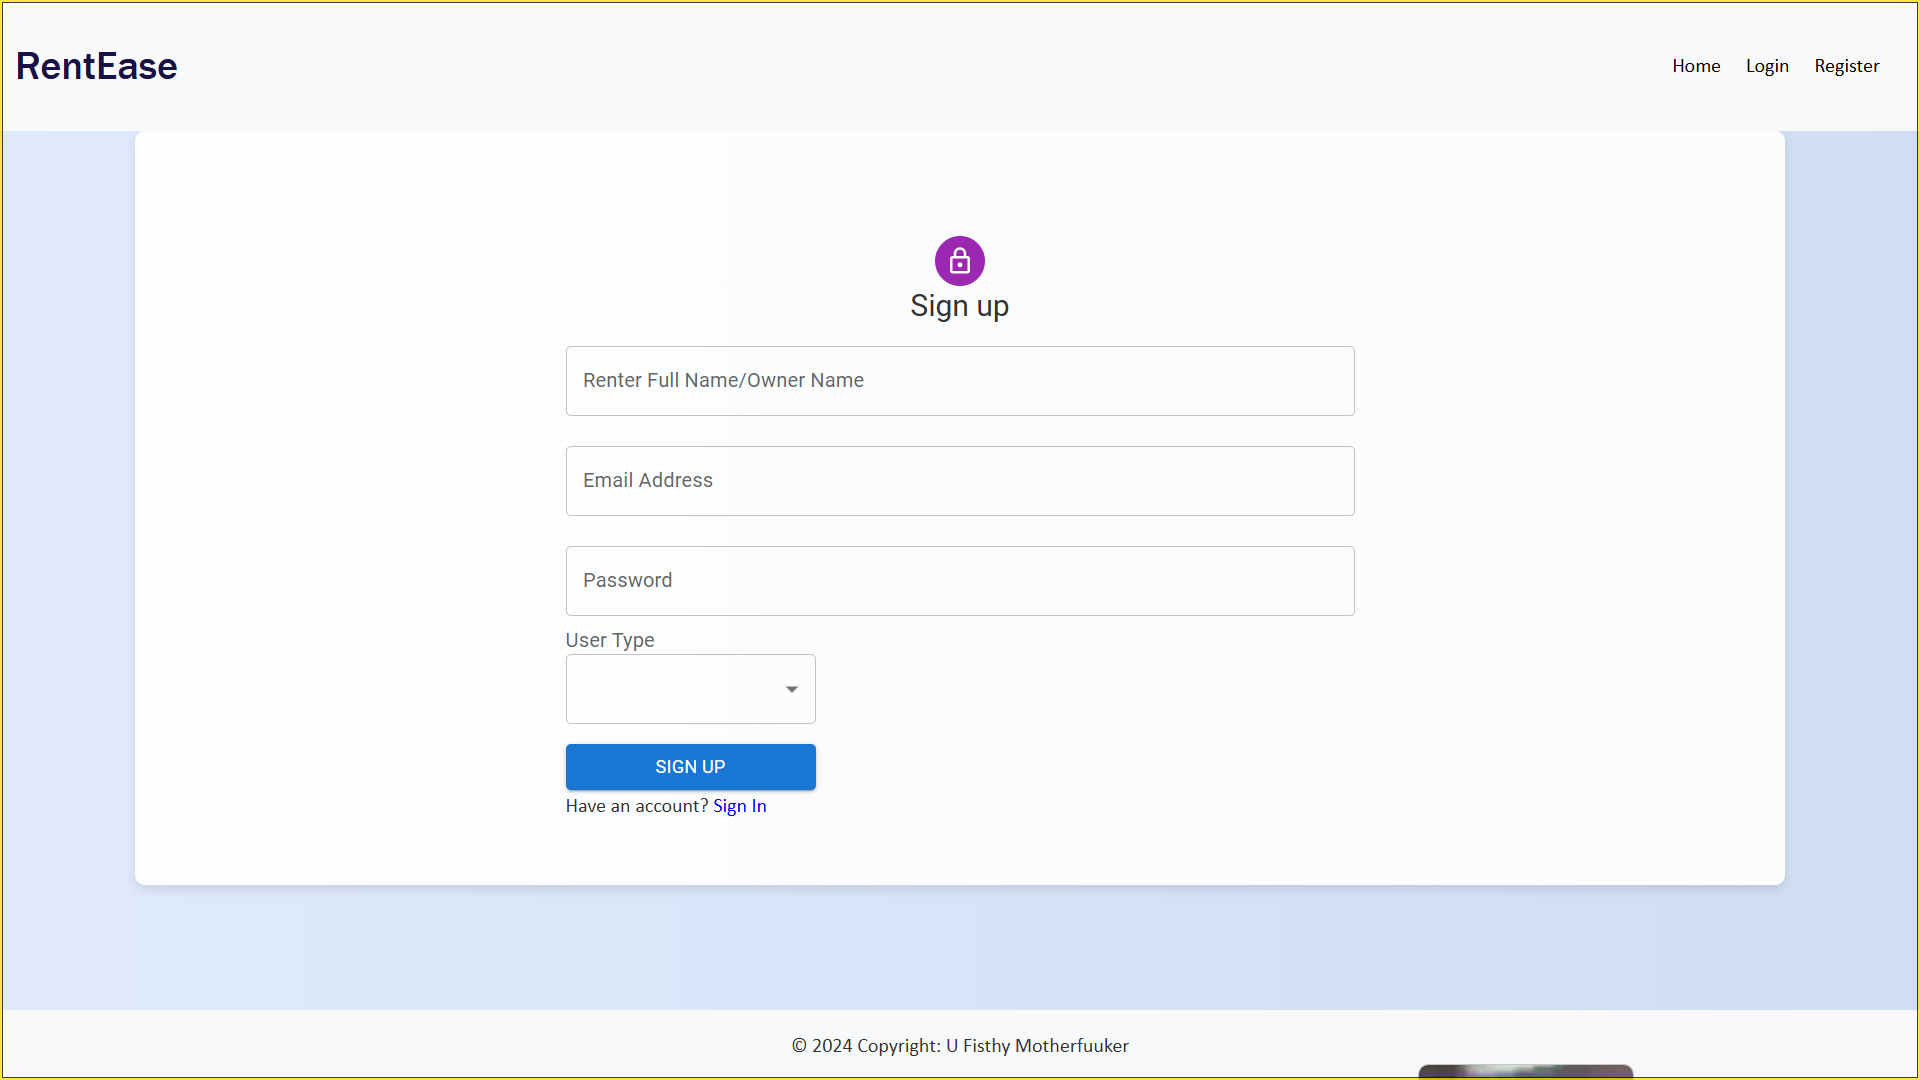 RentEase
Home Login Register
Sign up
Renter Full Name/Owner Name
Email Address
Password
User Type
SIGN UP
Have an account? Sign In
© 2024 Copyright: U Fisthy Motherfuuker